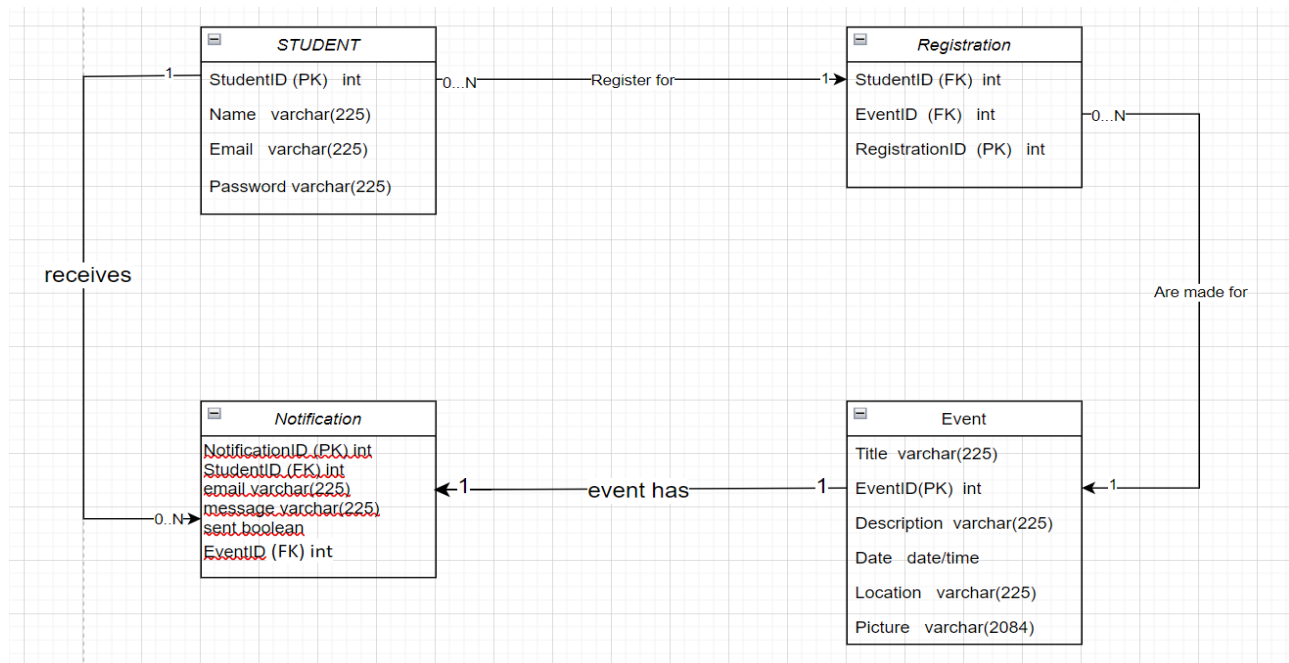 STUDENT
StudentID (PK) int
Name varchar(225)
Email varchar(225)
Password varchar(225)
1
0...N
Register for
1
Registration
StudentID (FK) int
EventID (FK) int
RegistrationID (PK) int
0...N
receives
Are made for
Notification
NotificationID (PK) int
StudentID (FK) int
email varchar(225)
message varchar(225)
sent boolean
EventID (FK) int
0..N
1
event has
1
Event
Title varchar(225)
EventID(PK) int
Description varchar(225)
Date date/time
Location varchar(225)
Picture varchar(2084)
1